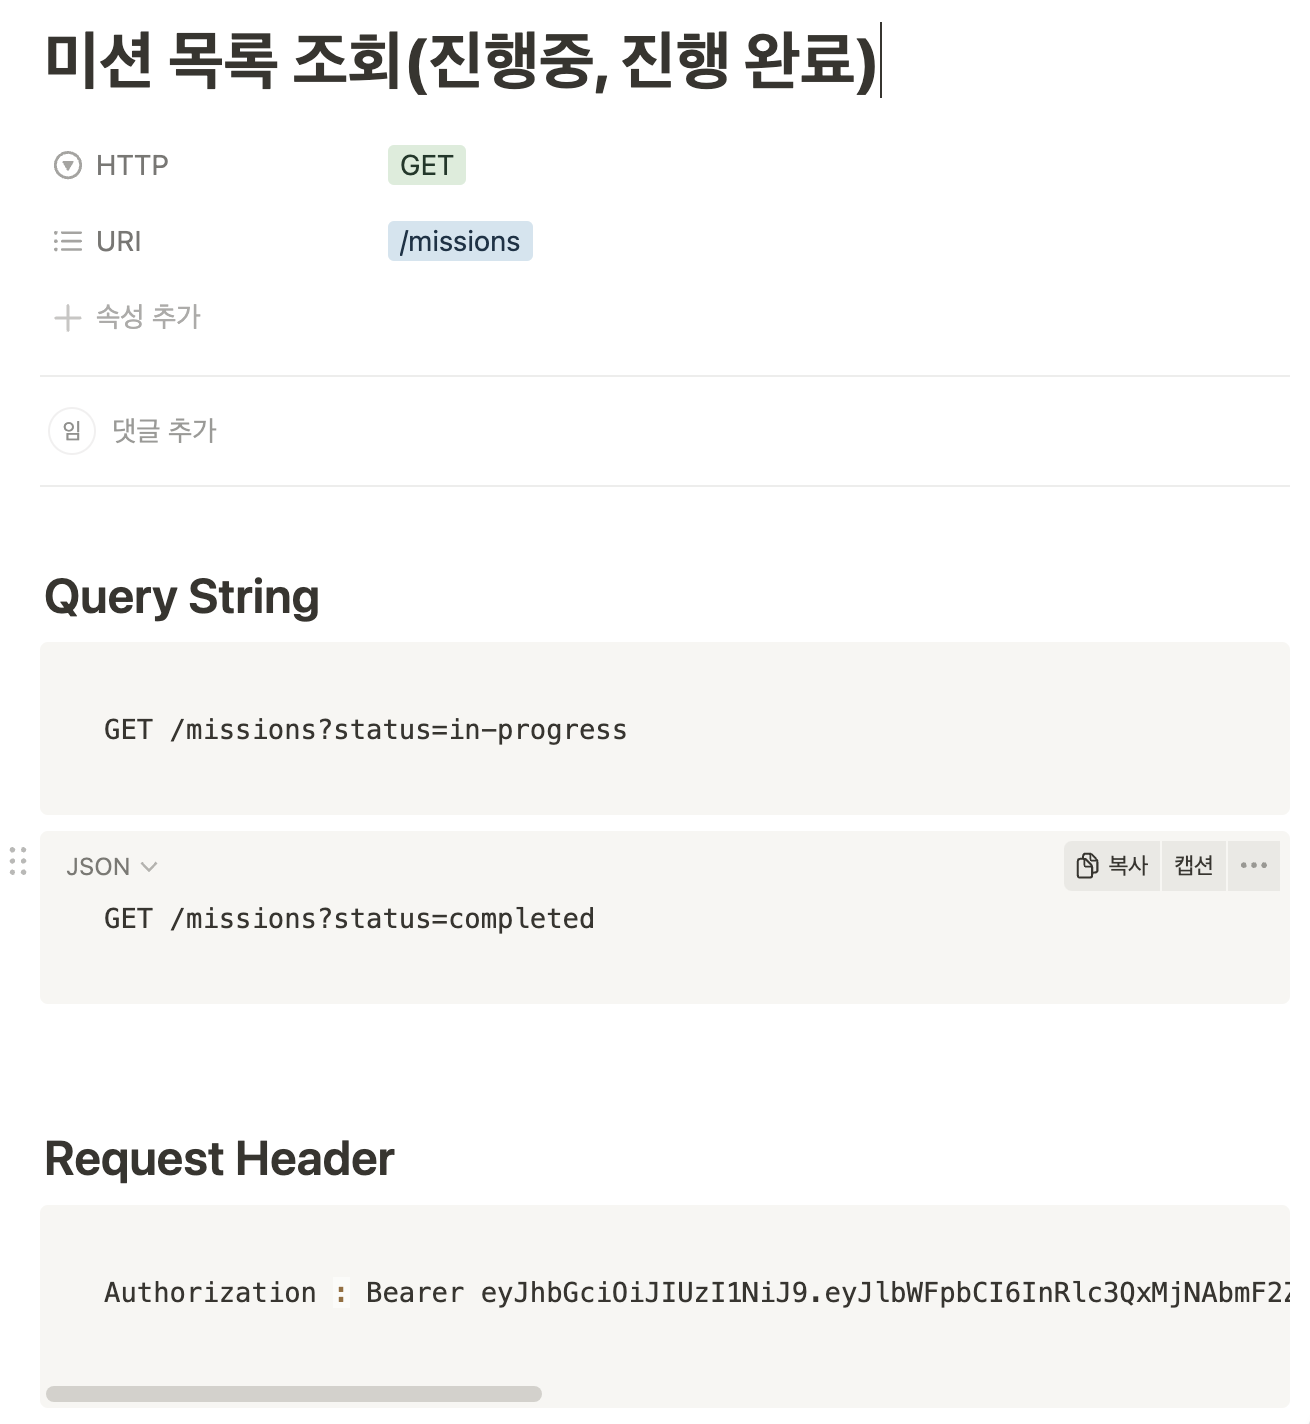 미션 목록 조회(진행중, 진행 완료)
HTTP GET
URI /missions
속성 추가
임 댓글 추가
Query String
GET /missions?status=in-progress
JSON 복사 캡션
GET /missions?status=completed
Request Header
Authorization : Bearer eyJhbGciOiJIUzI1NiJ9.eyJlbWFpbCI6InRlc3QxMjNAbmF2Z